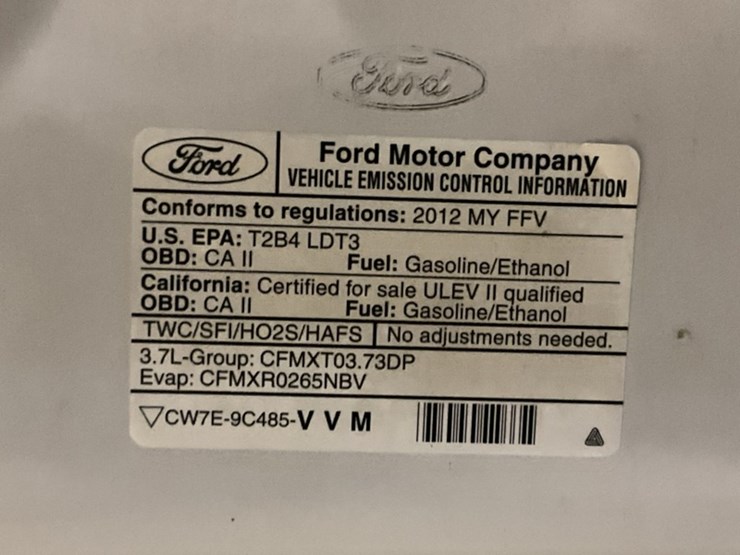 Ford
Ford
Ford Motor Company
VEHICLE EMISSION CONTROL INFORMATION
Conforms to regulations: 2012 MY FFV
U.S. EPA: T2B4 LDT3
OBD: CA II Fuel: Gasoline/Ethanol
California: Certified for sale ULEV II qualified
OBD: CA II Fuel: Gasoline/Ethanol
TWC/SFI/HO2S/HAFS No adjustments needed.
3.7L-Group: CFMXT03.73DP
Evap: CFMXR0265NBV
CW7E-9C485-V V M